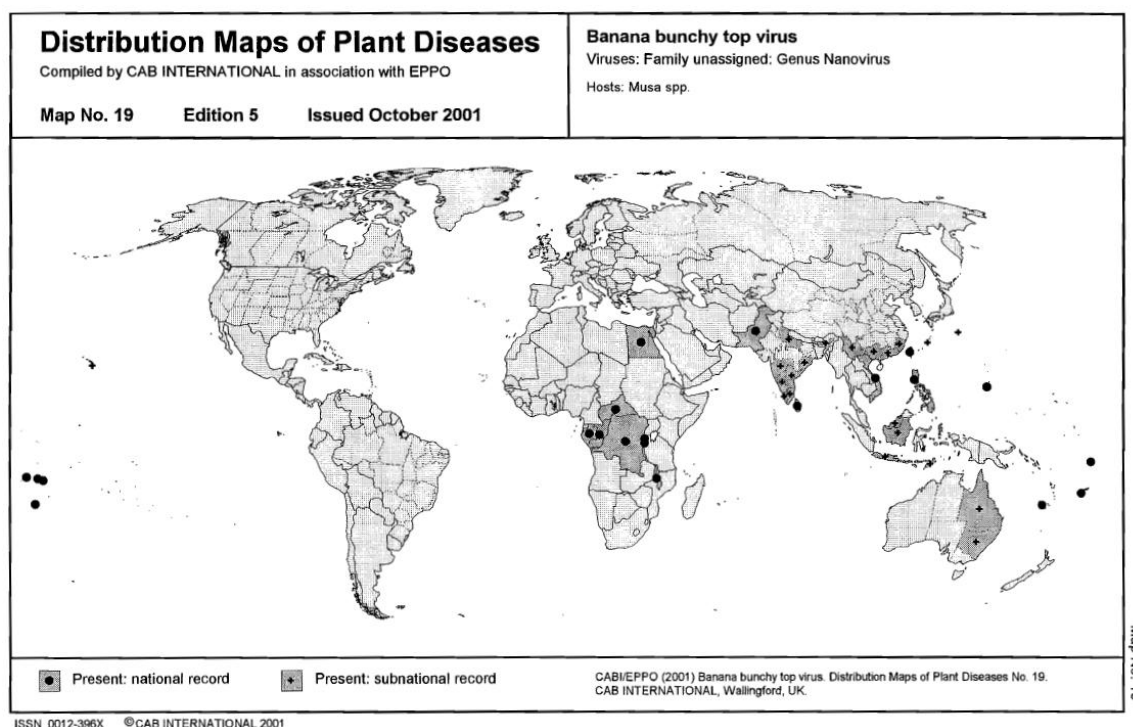 Distribution Maps of Plant Diseases
Compiled by CAB INTERNATIONAL in association with EPPO
Map No. 19 Edition 5 Issued October 2001
Banana bunchy top virus
Viruses: Family unassigned: Genus Nanovirus
Hosts: Musa spp.
Present: national record
Present: subnational record
CABI/EPPO (2001) Banana bunchy top virus. Distribution Maps of Plant Diseases No. 19.
CAB INTERNATIONAL, Wallingford, UK.
ISSN 0012-396X ©CAB INTERNATIONAL 2001